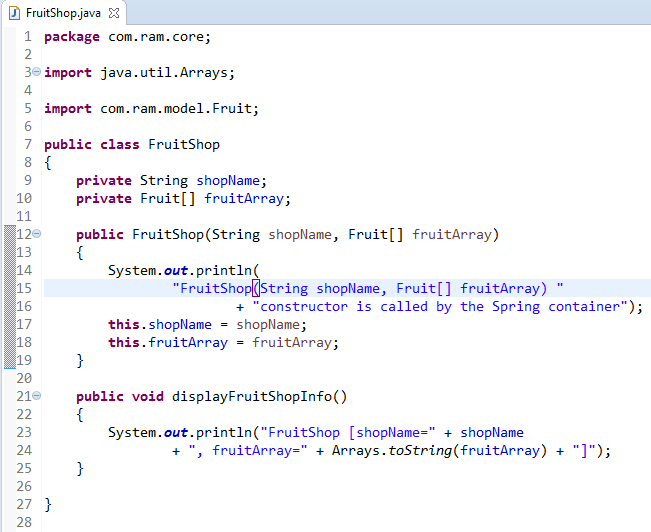 FruitShop.java
1 package com.ram.core;
2
3 import java.util.Arrays;
4
5 import com.ram.model.Fruit;
6
7 public class FruitShop
8 {
9     private String shopName;
10     private Fruit[] fruitArray;
11
12     public FruitShop(String shopName, Fruit[] fruitArray)
13     {
14         System.out.println(
15                 "FruitShop(String shopName, Fruit[] fruitArray) "
16                         + "constructor is called by the Spring container");
17         this.shopName = shopName;
18         this.fruitArray = fruitArray;
19     }
20
21     public void displayFruitShopInfo()
22     {
23         System.out.println("FruitShop [shopName=" + shopName
24                 + ", fruitArray=" + Arrays.toString(fruitArray) + "]");
25     }
26
27 }
28